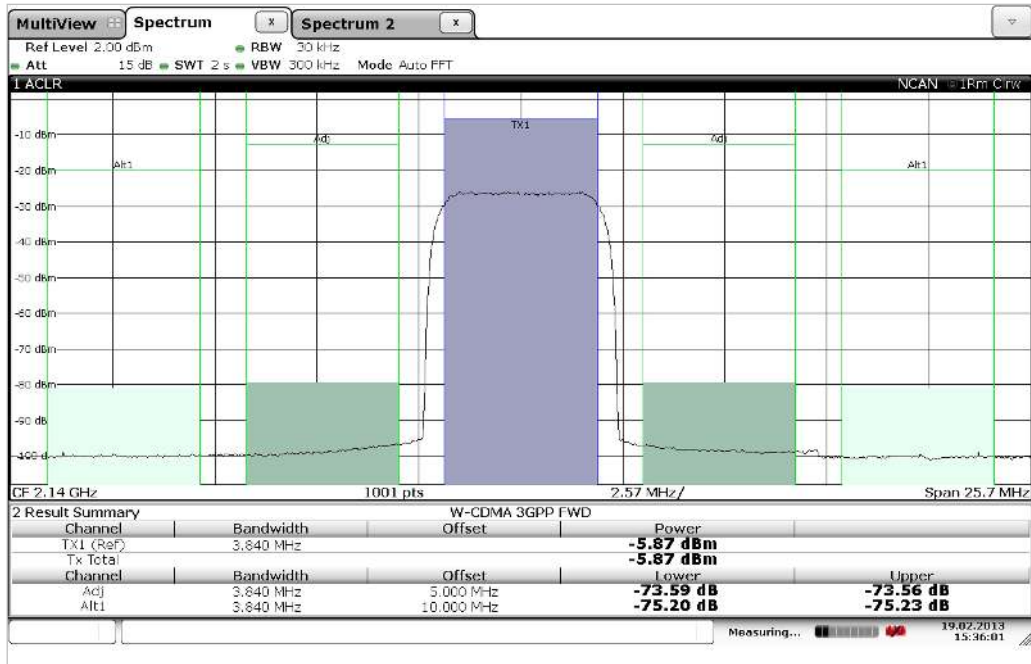 MultiView Spectrum x Spectrum 2 x
Ref Level 2.00 dBm RBW 30 kHz
Att 15 dB SWT 2 s VBW 300 kHz Mode Auto FFT
1 ACLR NCAN 1Rm Clrw
TX1
-10 dBm
Adj Adj
Alt1 Alt1
-20 dBm
-30 dBm
-40 dBm
-50 dBm
-60 dBm
-70 dBm
-80 dBm
-90 dB
-100 d
CF 2.14 GHz 1001 pts 2.57 MHz/ Span 25.7 MHz
2 Result Summary W-CDMA 3GPP FWD
Channel Bandwidth Offset Power
TX1 (Ref) 3.840 MHz -5.87 dBm
Tx Total -5.87 dBm
Channel Bandwidth Offset Lower Upper
Adj 3.840 MHz 5.000 MHz -73.59 dB -73.56 dB
Alt1 3.840 MHz 10.000 MHz -75.20 dB -75.23 dB
Measuring... 19.02.2013
15:36:01